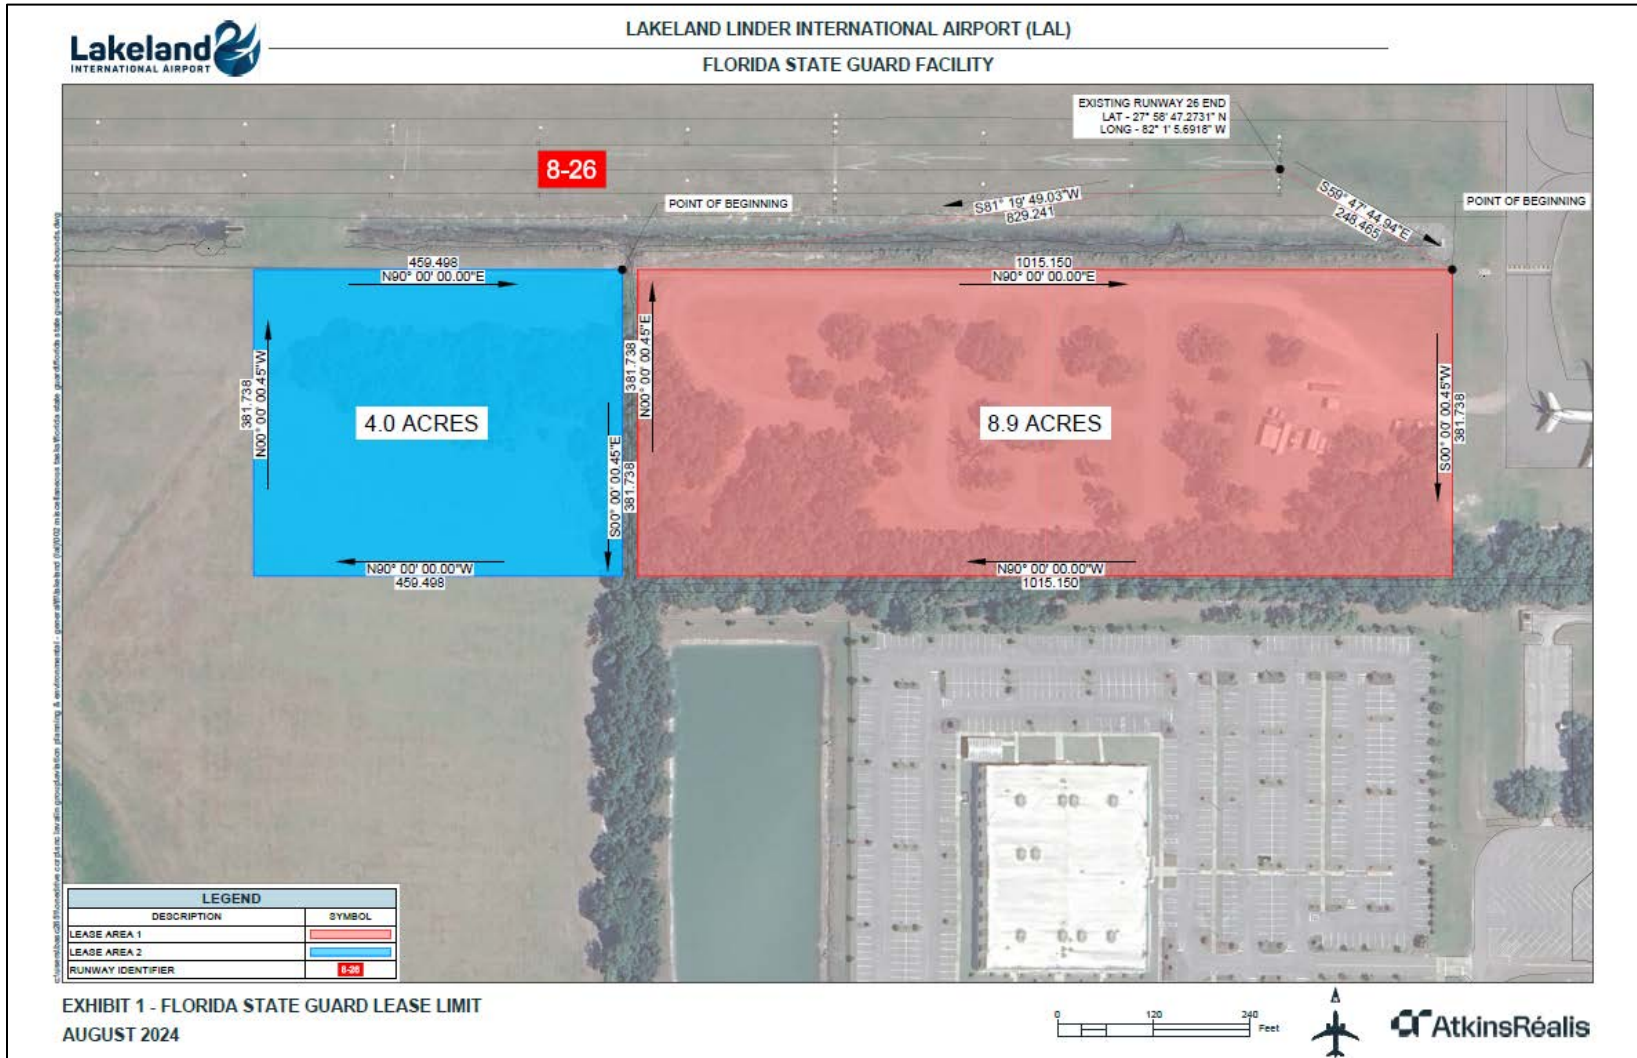 LAKELAND LINDER INTERNATIONAL AIRPORT (LAL)
Lakeland
INTERNATIONAL AIRPORT
FLORIDA STATE GUARD FACILITY
EXISTING RUNWAY 26 END
LAT - 27° 58' 47.2731" N
LONG - 82° 1' 5.6918" W
8-26
POINT OF BEGINNING
S81° 19' 49.03"W
829.241
S59° 47' 44.94"E
248.465
POINT OF BEGINNING
459.498
N90° 00' 00.00"E
1015.150
N90° 00' 00.00"E
381.738
N00° 00' 00.45"W
4.0 ACRES
S00° 00' 00.45"E
381.738
381.738
N00° 00' 00.45"E
8.9 ACRES
S00° 00' 00.45"W
381.738
N90° 00' 00.00"W
459.498
N90° 00' 00.00"W
1015.150
LEGEND
DESCRIPTION SYMBOL
LEASE AREA 1
LEASE AREA 2
RUNWAY IDENTIFIER 8-26
EXHIBIT 1 - FLORIDA STATE GUARD LEASE LIMIT
AUGUST 2024
0 120 240
Feet
AtkinsRéalis